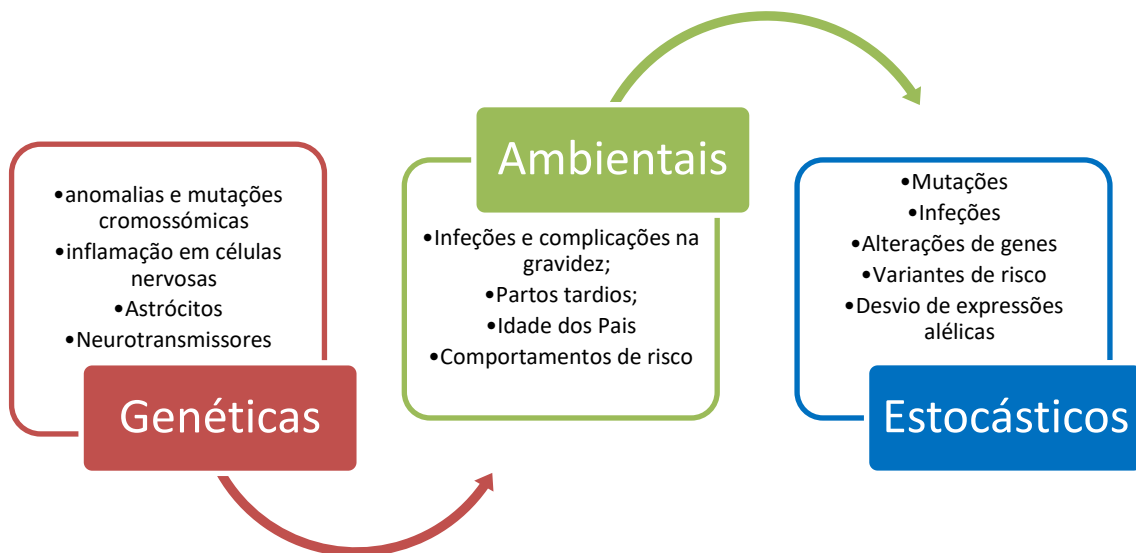 •anomalias e mutações
cromossómicas
•inflamação em células
nervosas
•Astrócitos
•Neurotransmissores
Genéticas
Ambientais
•Infeções e complicações na
gravidez;
•Partos tardios;
•Idade dos Pais
•Comportamentos de risco
•Mutações
•Infeções
•Alterações de genes
•Variantes de risco
•Desvio de expressões
alélicas
Estocásticos